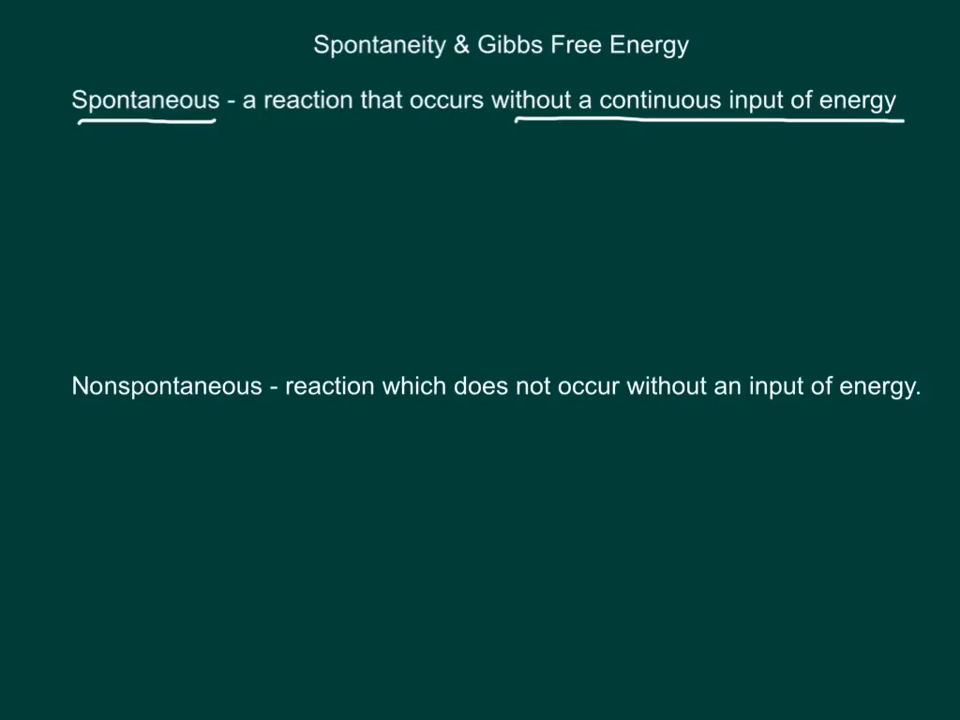 Spontaneity & Gibbs Free Energy
Spontaneous - a reaction that occurs without a continuous input of energy
Nonspontaneous - reaction which does not occur without an input of energy.